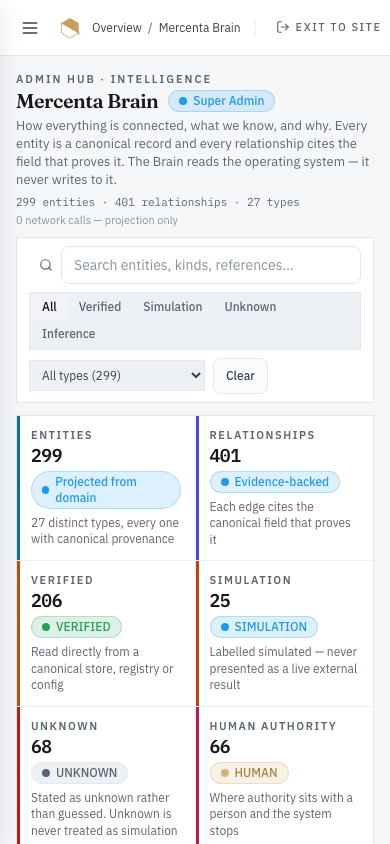 Overview / Mercenta Brain
EXIT TO SITE
ADMIN HUB · INTELLIGENCE
Mercenta Brain
Super Admin
How everything is connected, what we know, and why. Every
entity is a canonical record and every relationship cites the
field that proves it. The Brain reads the operating system — it
never writes to it.
299 entities · 401 relationships · 27 types
0 network calls — projection only
Search entities, kinds, references...
All Verified Simulation Unknown
Inference
All types (299)
Clear
ENTITIES
299
Projected from
domain
27 distinct types, every one
with canonical provenance
RELATIONSHIPS
401
Evidence-backed
Each edge cites the
canonical field that proves
it
VERIFIED
206
VERIFIED
Read directly from a
canonical store, registry or
config
SIMULATION
25
SIMULATION
Labelled simulated — never
presented as a live external
result
UNKNOWN
68
UNKNOWN
Stated as unknown rather
than guessed. Unknown is
never treated as simulation
HUMAN AUTHORITY
66
HUMAN
Where authority sits with a
person and the system
stops